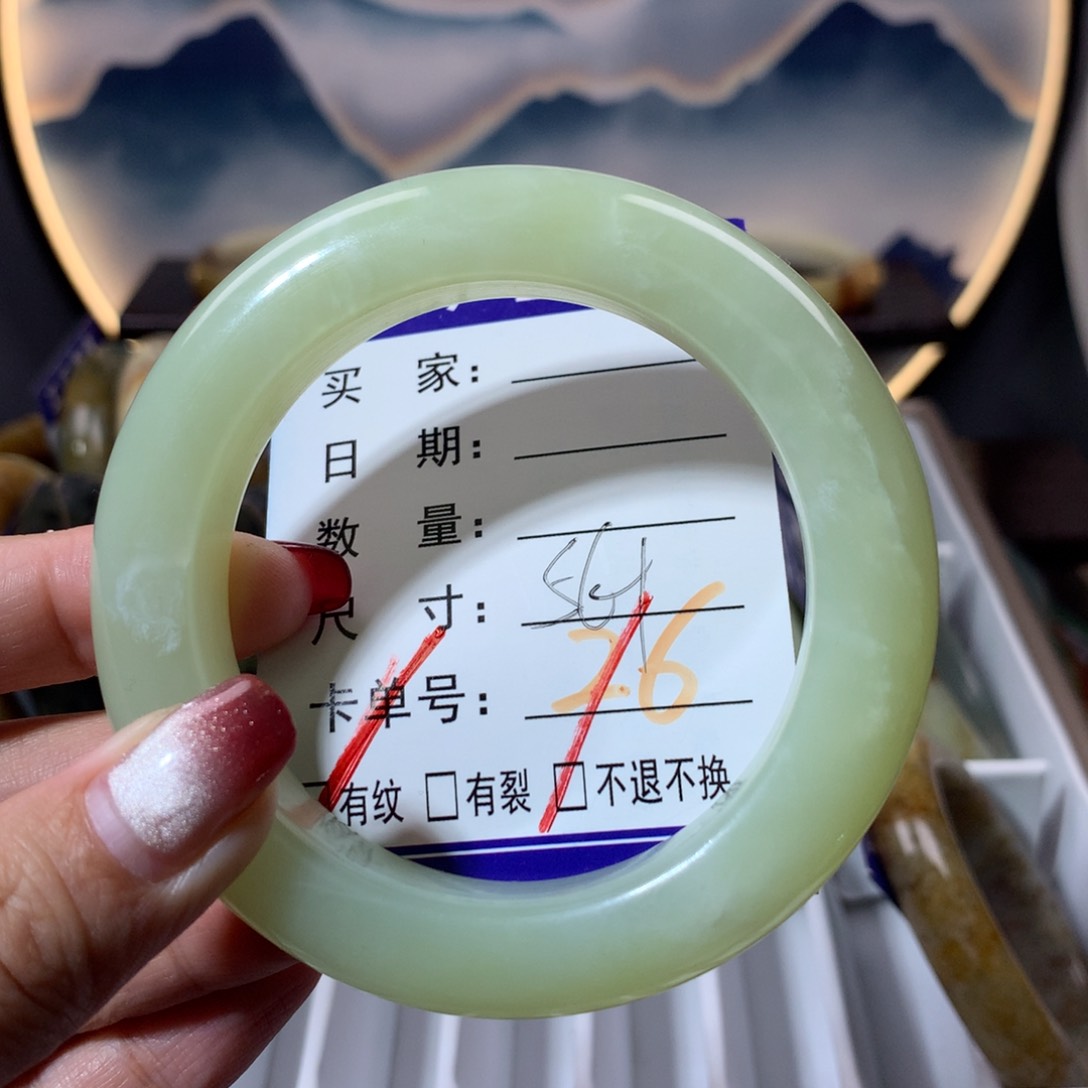 买 家：
日 期：
数 量：
尺 寸：
卡单号： 26
有纹 □有裂 □不退不换